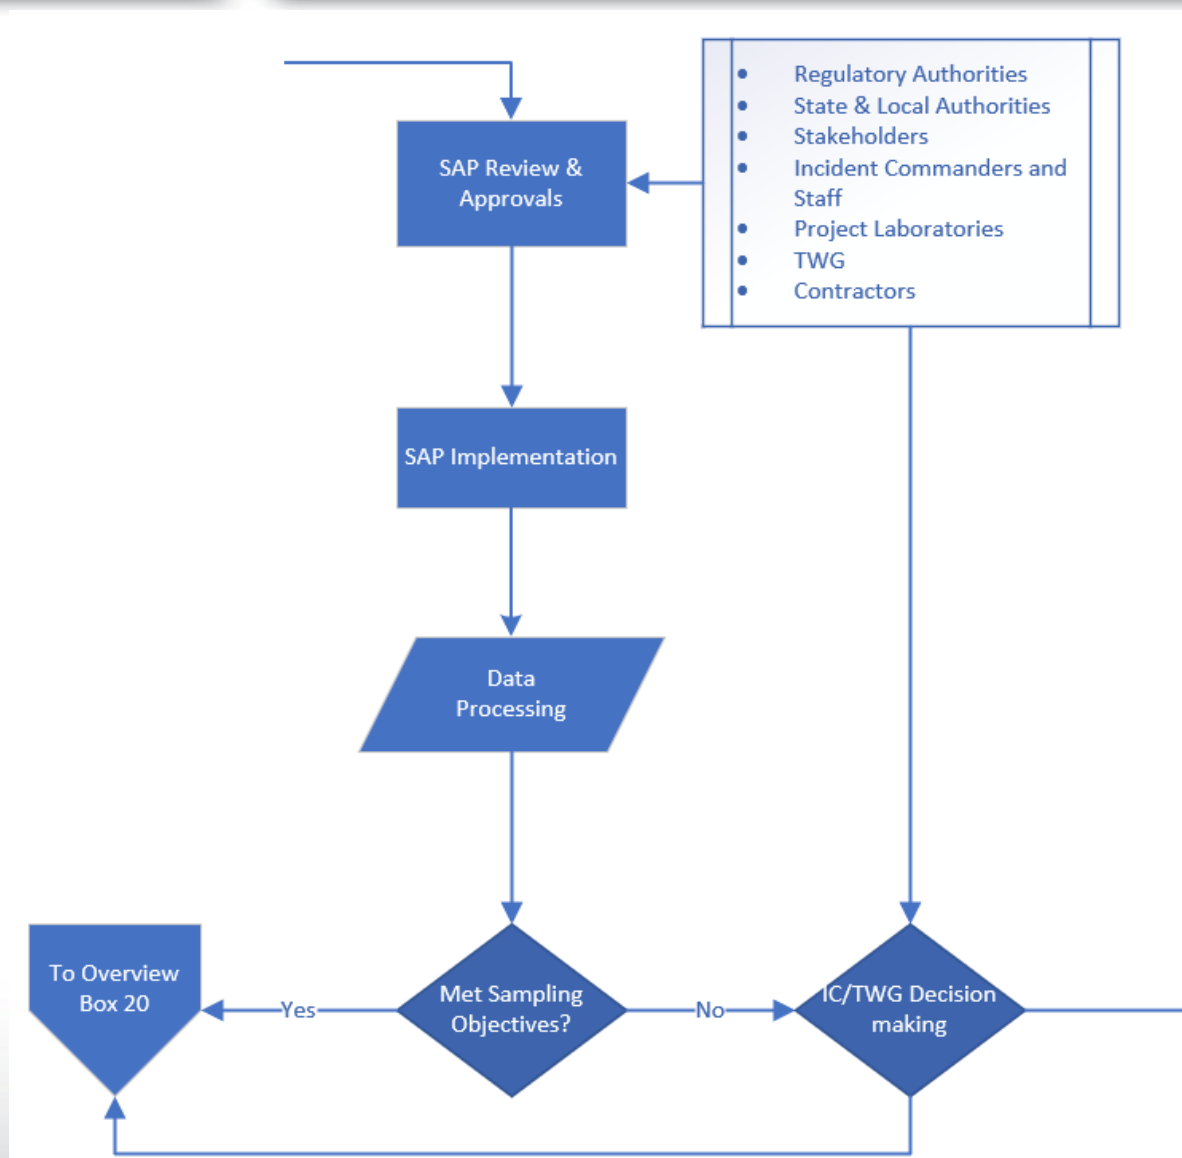 SAP Review &
Approvals
• Regulatory Authorities
• State & Local Authorities
• Stakeholders
• Incident Commanders and
Staff
• Project Laboratories
• TWG
• Contractors
SAP Implementation
Data
Processing
To Overview
Box 20
Yes
Met Sampling
Objectives?
No
IC/TWG Decision
making